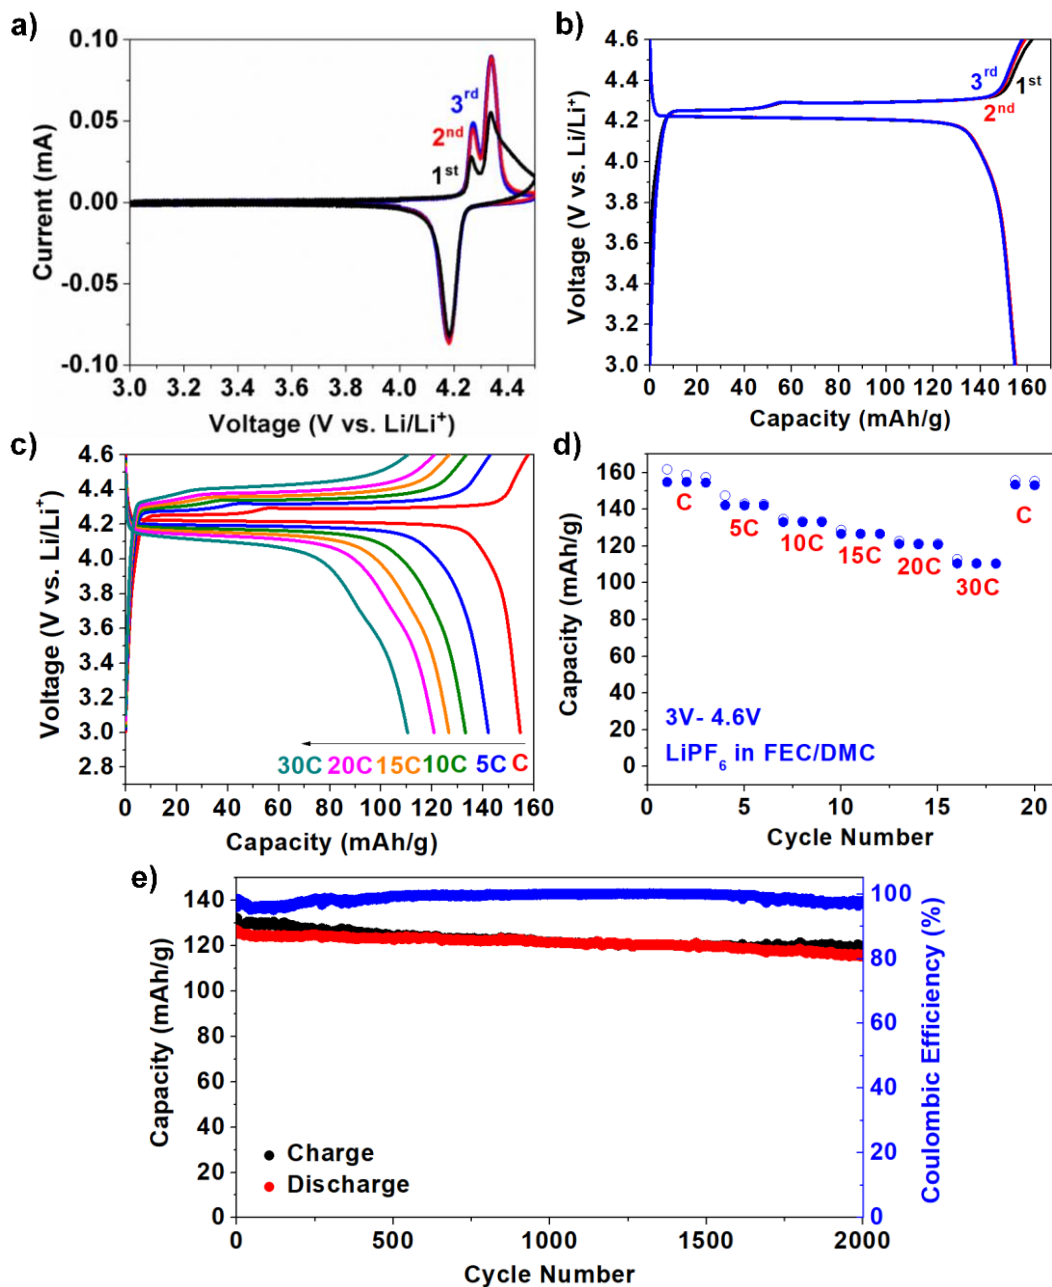 a)
0.10
0.05
0.00
-0.05
-0.10
Current (mA)
3rd
2nd
1st
3.0 3.2 3.4 3.6 3.8 4.0 4.2 4.4
Voltage (V vs. Li/Li+)
b)
4.6
4.4
4.2
4.0
3.8
3.6
3.4
3.2
3.0
Voltage (V vs. Li/Li+)
3rd
1st
2nd
0 20 40 60 80 100 120 140 160
Capacity (mAh/g)
c)
4.6
4.4
4.2
4.0
3.8
3.6
3.4
3.2
3.0
2.8
Voltage (V vs. Li/Li+)
30C 20C 15C 10C 5C C
0 20 40 60 80 100 120 140 160
Capacity (mAh/g)
d)
160
140
120
100
80
60
40
20
0
Capacity (mAh/g)
C
5C
10C
15C
20C
30C
C
3V- 4.6V
LiPF6 in FEC/DMC
0 5 10 15 20
Cycle Number
e)
140
120
100
80
60
40
20
0
Capacity (mAh/g)
Charge
Discharge
100
80
60
40
20
0
Coulombic Efficiency (%)
0 500 1000 1500 2000
Cycle Number